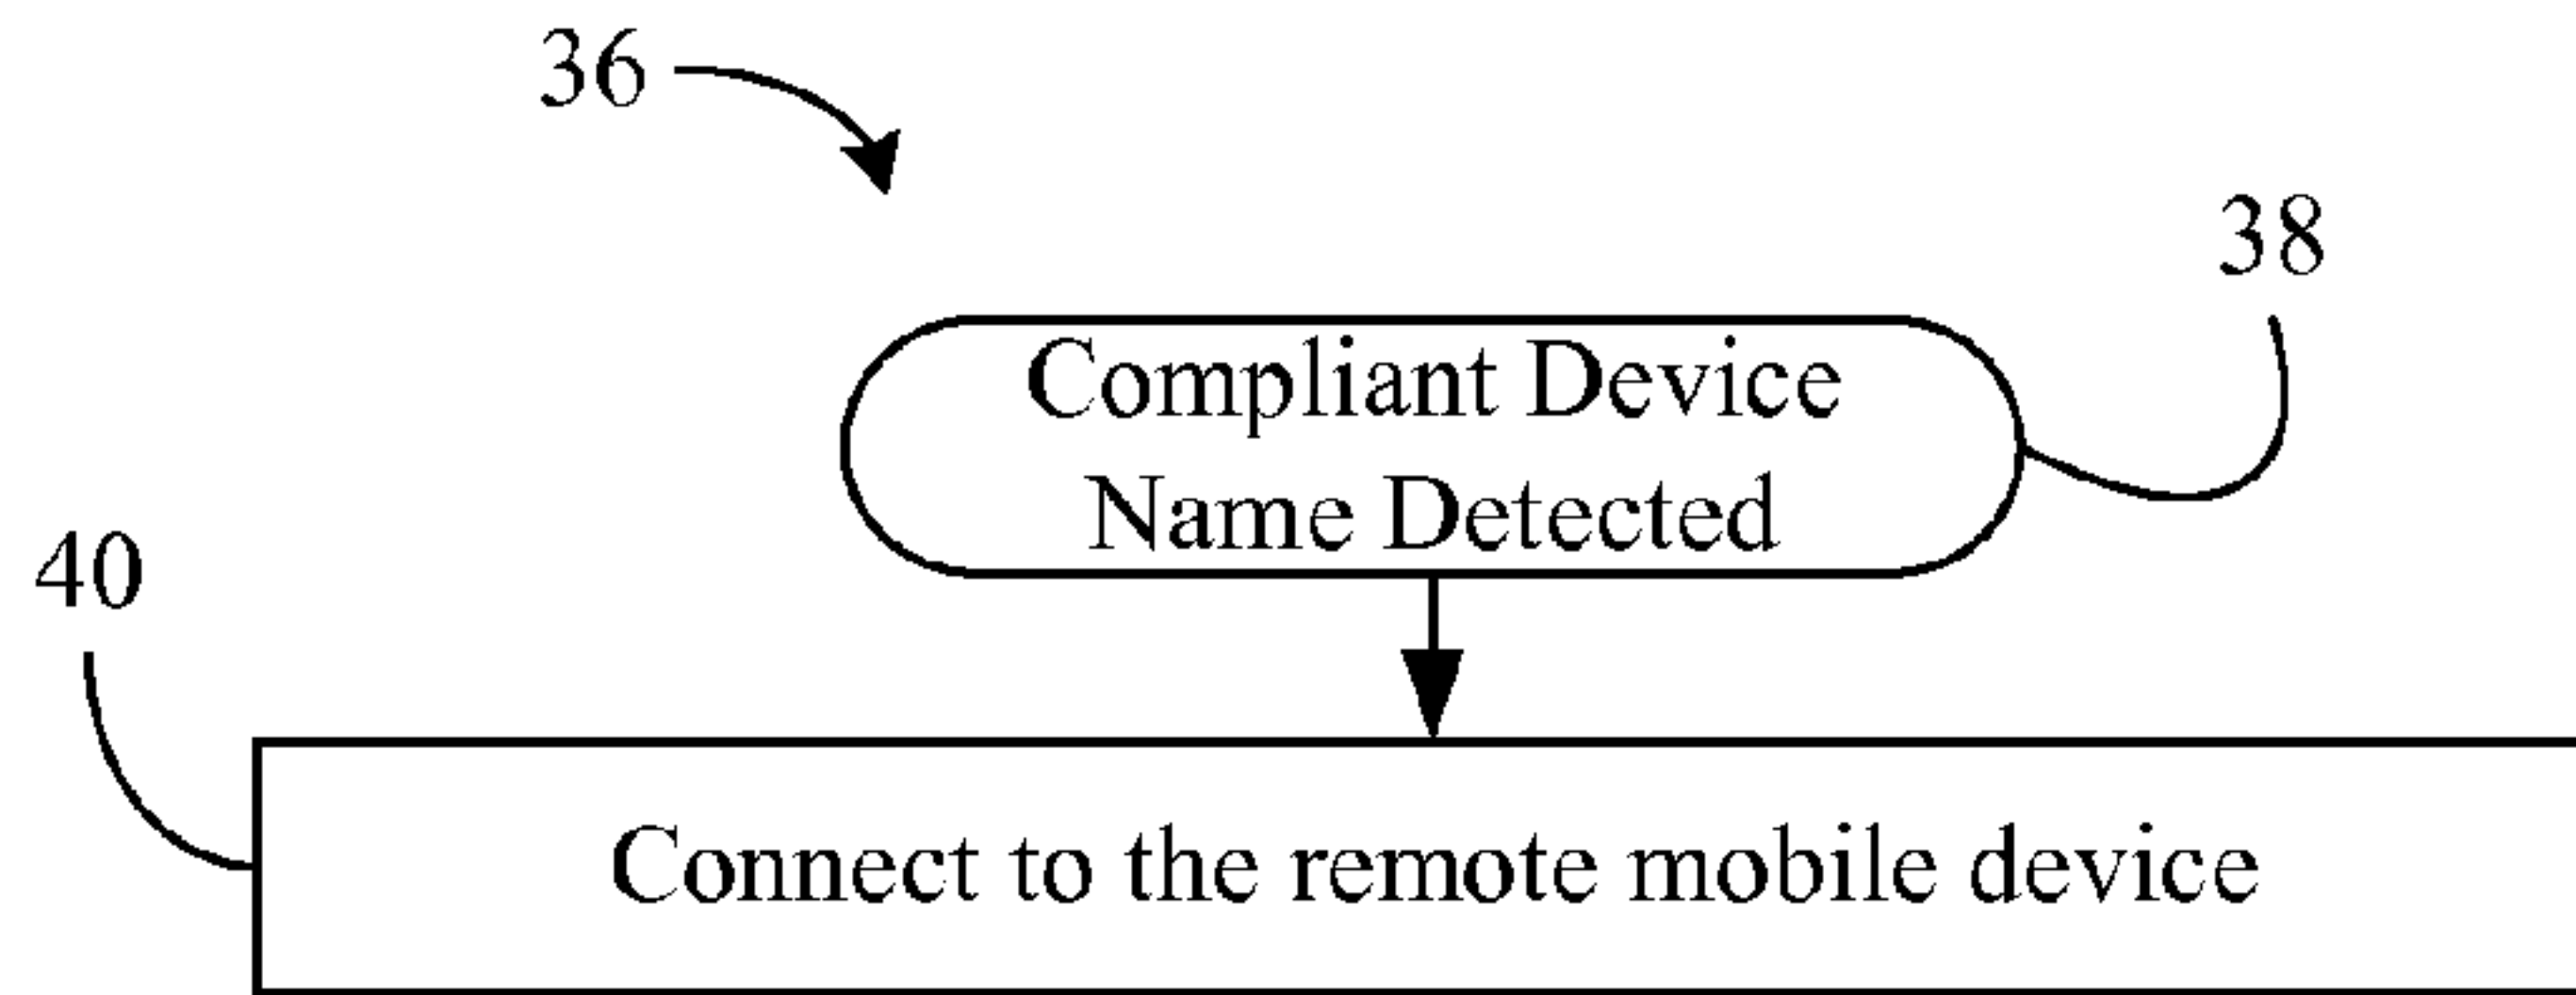 36
38
Compliant Device
Name Detected
40
Connect to the remote mobile device